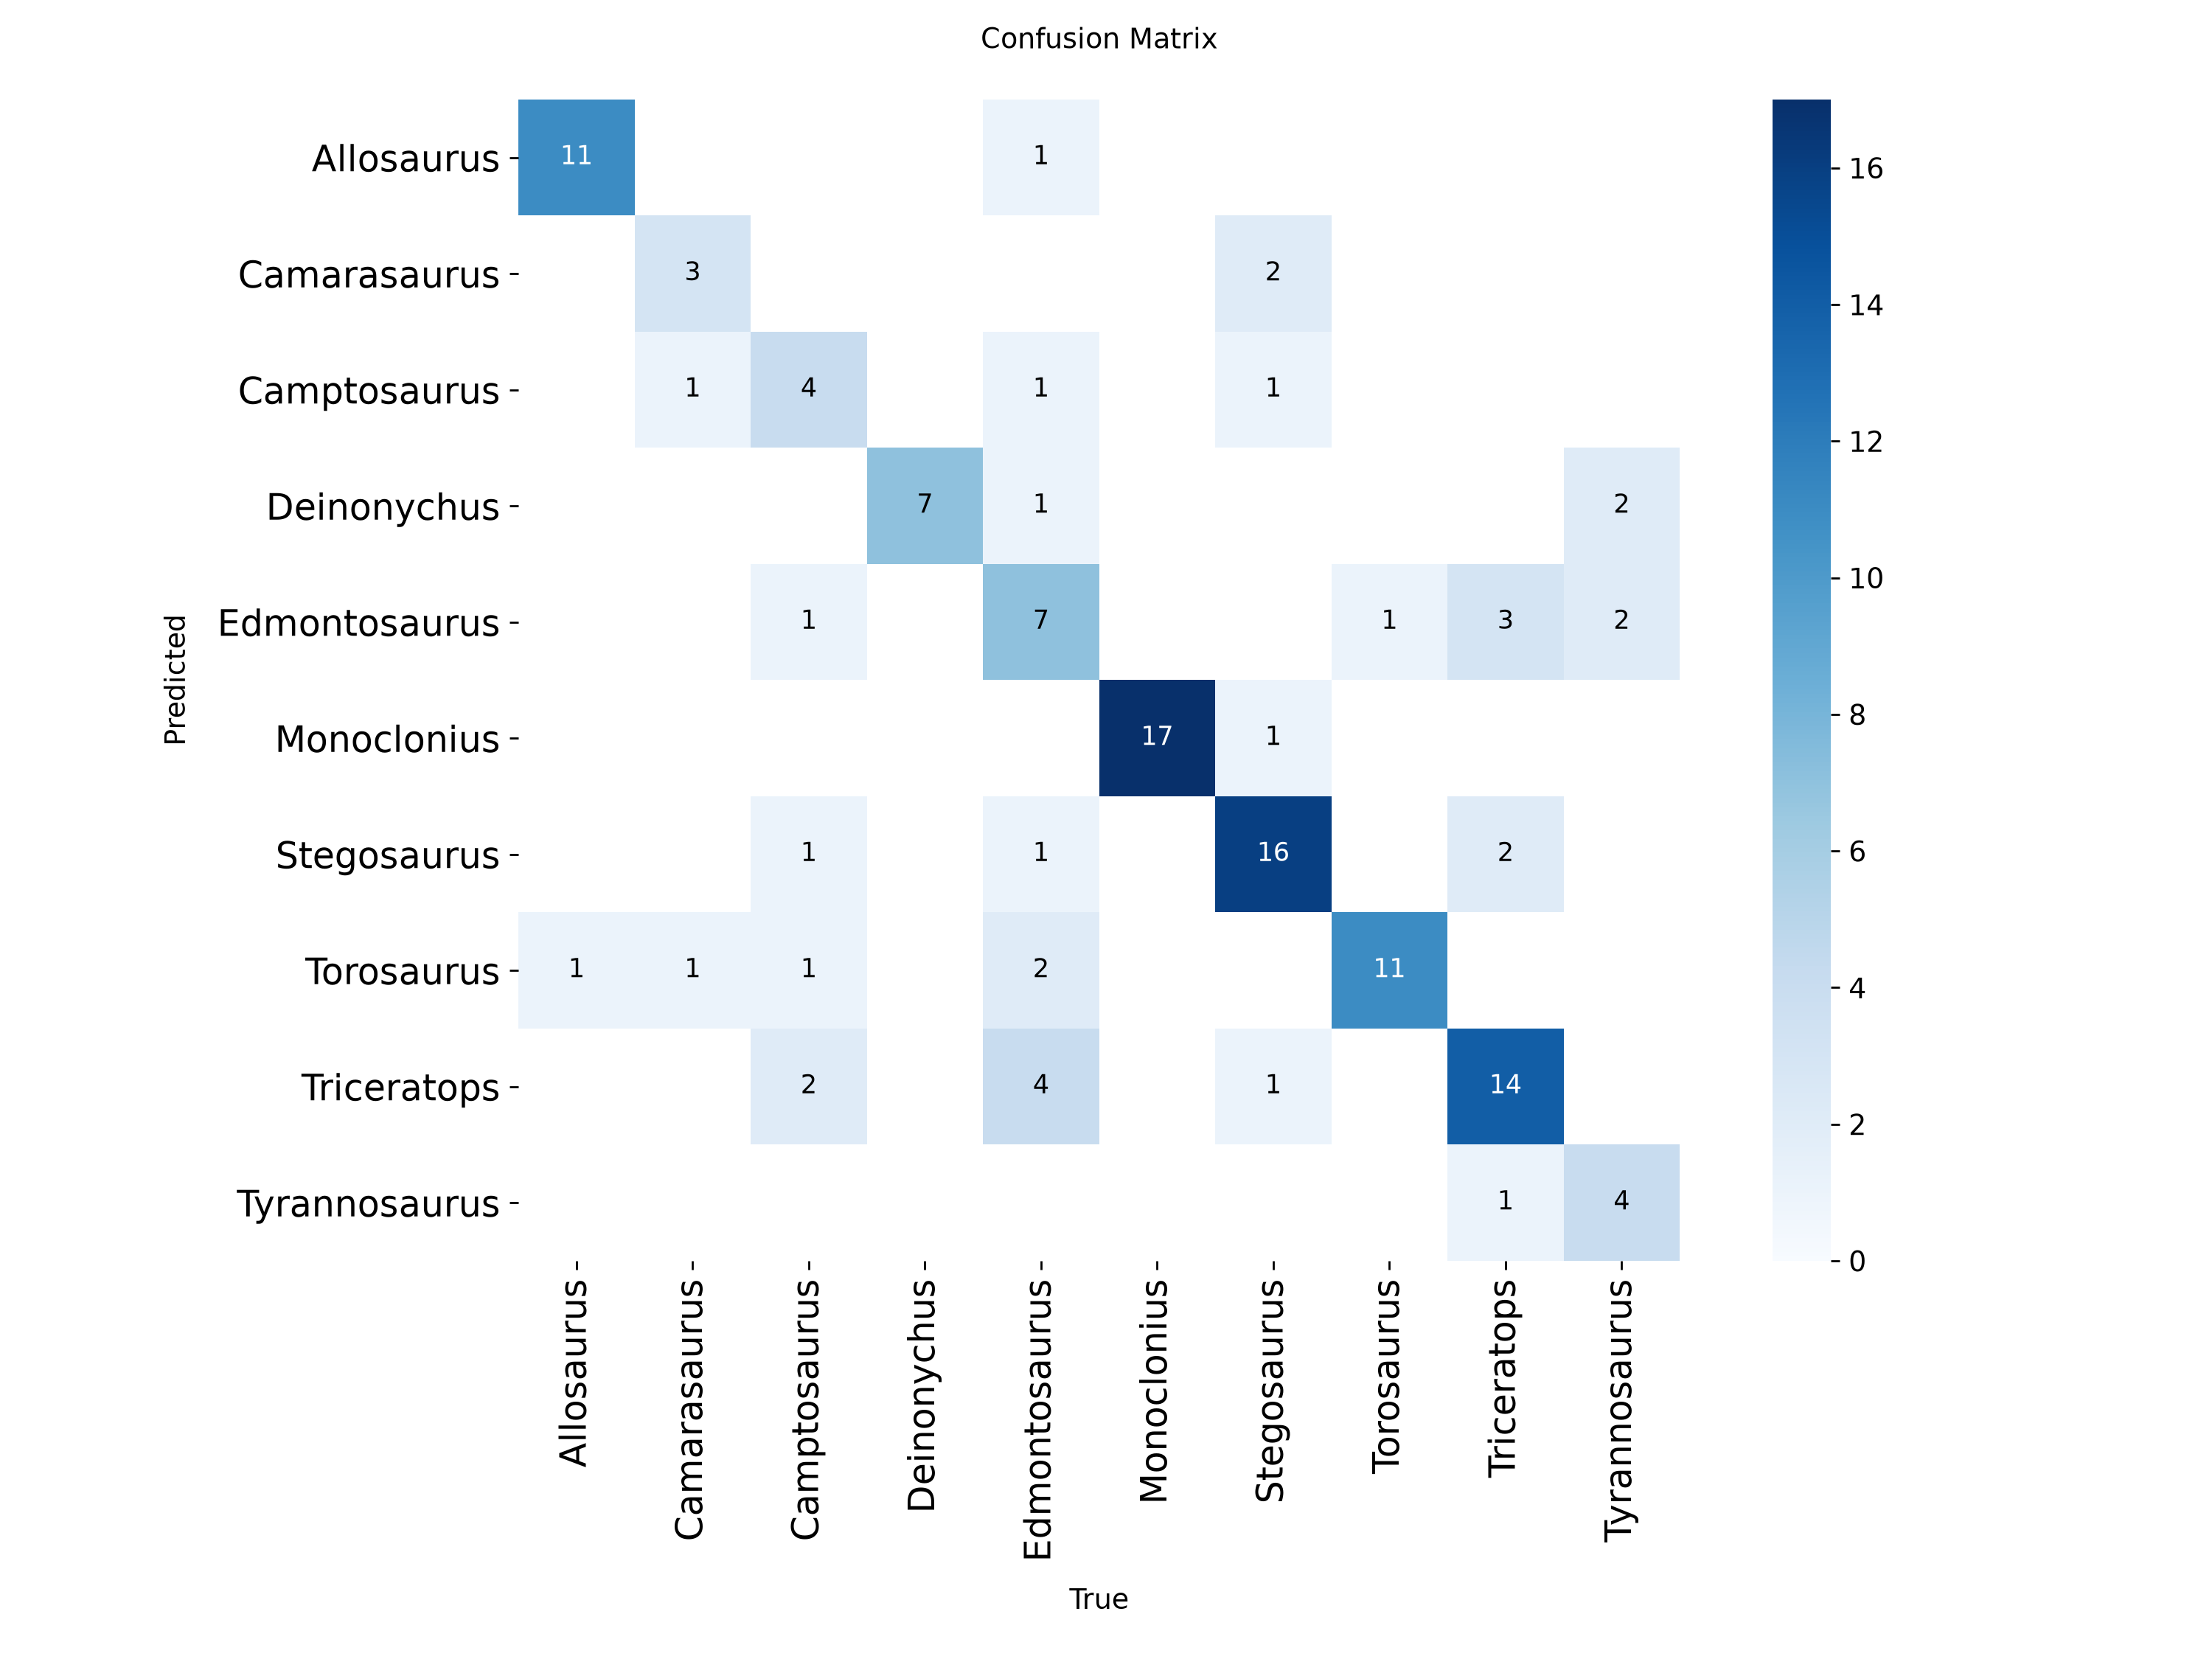 Confusion Matrix
Allosaurus 11 1
Camarasaurus 3 2
Camptosaurus 1 4 1 1
Deinonychus 7 1 2
Edmontosaurus 1 7 1 3 2
Monoclonius 17 1
Stegosaurus 1 1 16 2
Torosaurus 1 1 1 2 11
Triceratops 2 4 1 14
Tyrannosaurus 1 4
Predicted
Allosaurus
Camarasaurus
Camptosaurus
Deinonychus
Edmontosaurus
Monoclonius
Stegosaurus
Torosaurus
Triceratops
Tyrannosaurus
True
16
14
12
10
8
6
4
2
0